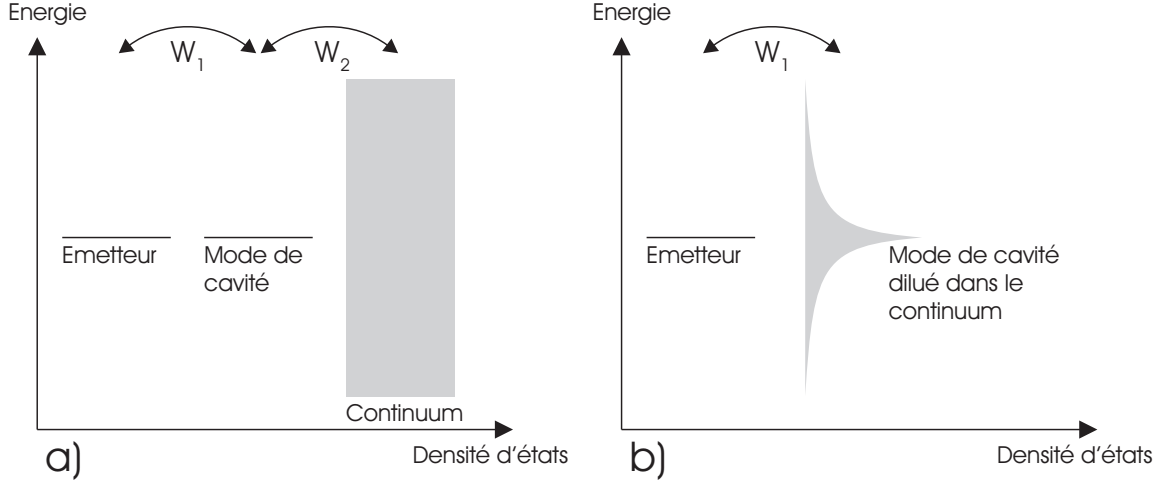 Energie
W1
W2
Emetteur
Mode de
cavité
Continuum
Densité d'états
a)
Energie
W1
Emetteur
Mode de cavité
dilué dans le
continuum
Densité d'états
b)